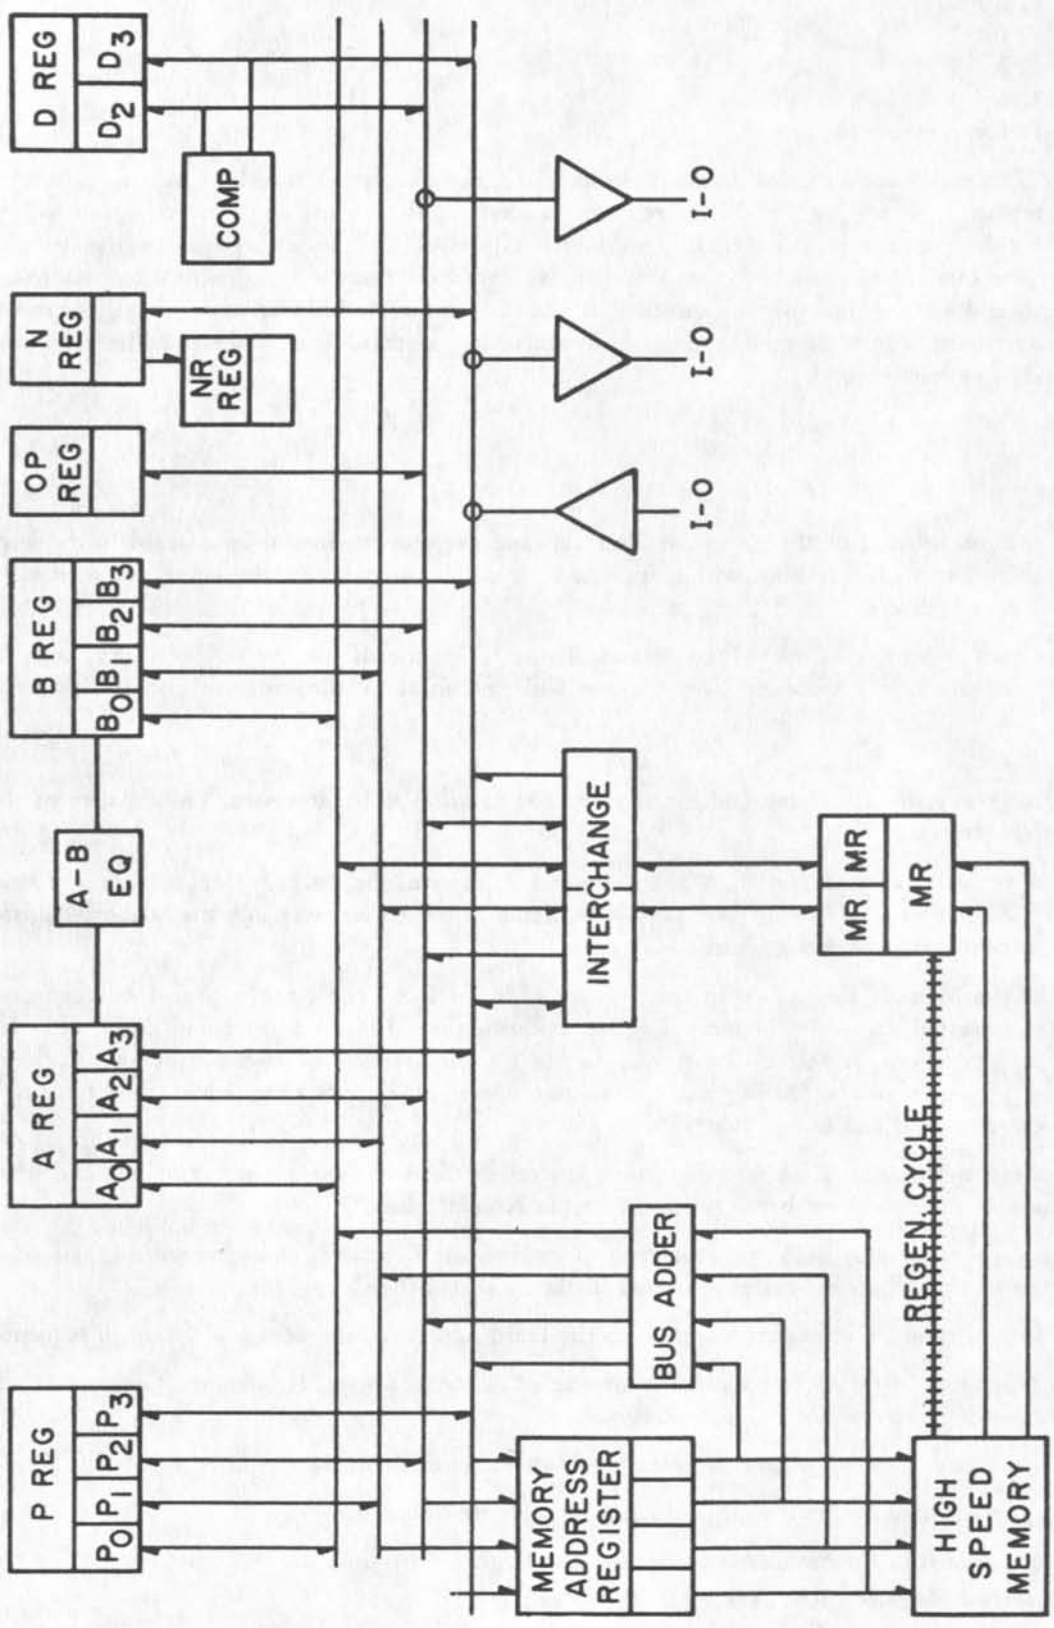 P REG
P0 P1 P2 P3
A REG
A0 A1 A2 A3
A-B
EQ
B REG
B0 B1 B2 B3
OP
REG
N
REG
NR
REG
D REG
D2 D3
COMP
MEMORY
ADDRESS
REGISTER
BUS ADDER
INTERCHANGE
I-O
I-O
I-O
MR MR
MR
REGEN CYCLE
HIGH
SPEED
MEMORY